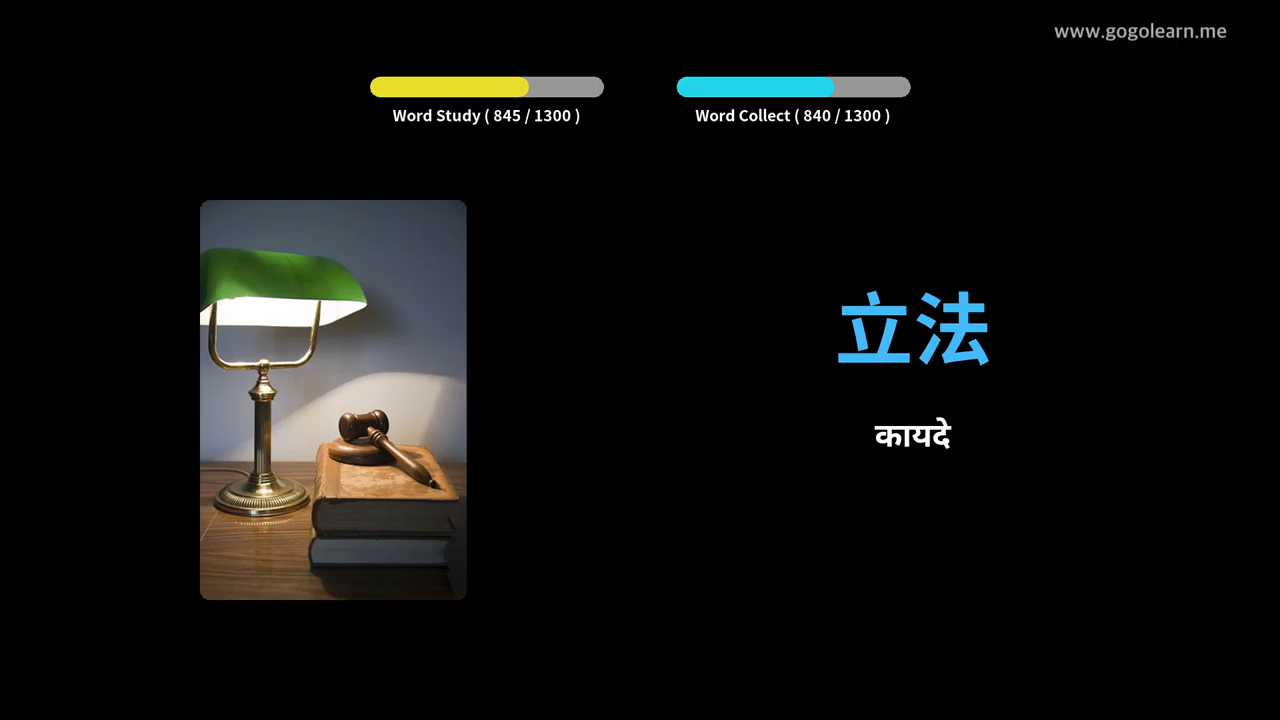 www.gogolearn.me
Word Study ( 845 / 1300 )
Word Collect ( 840 / 1300 )
立法
कायदे